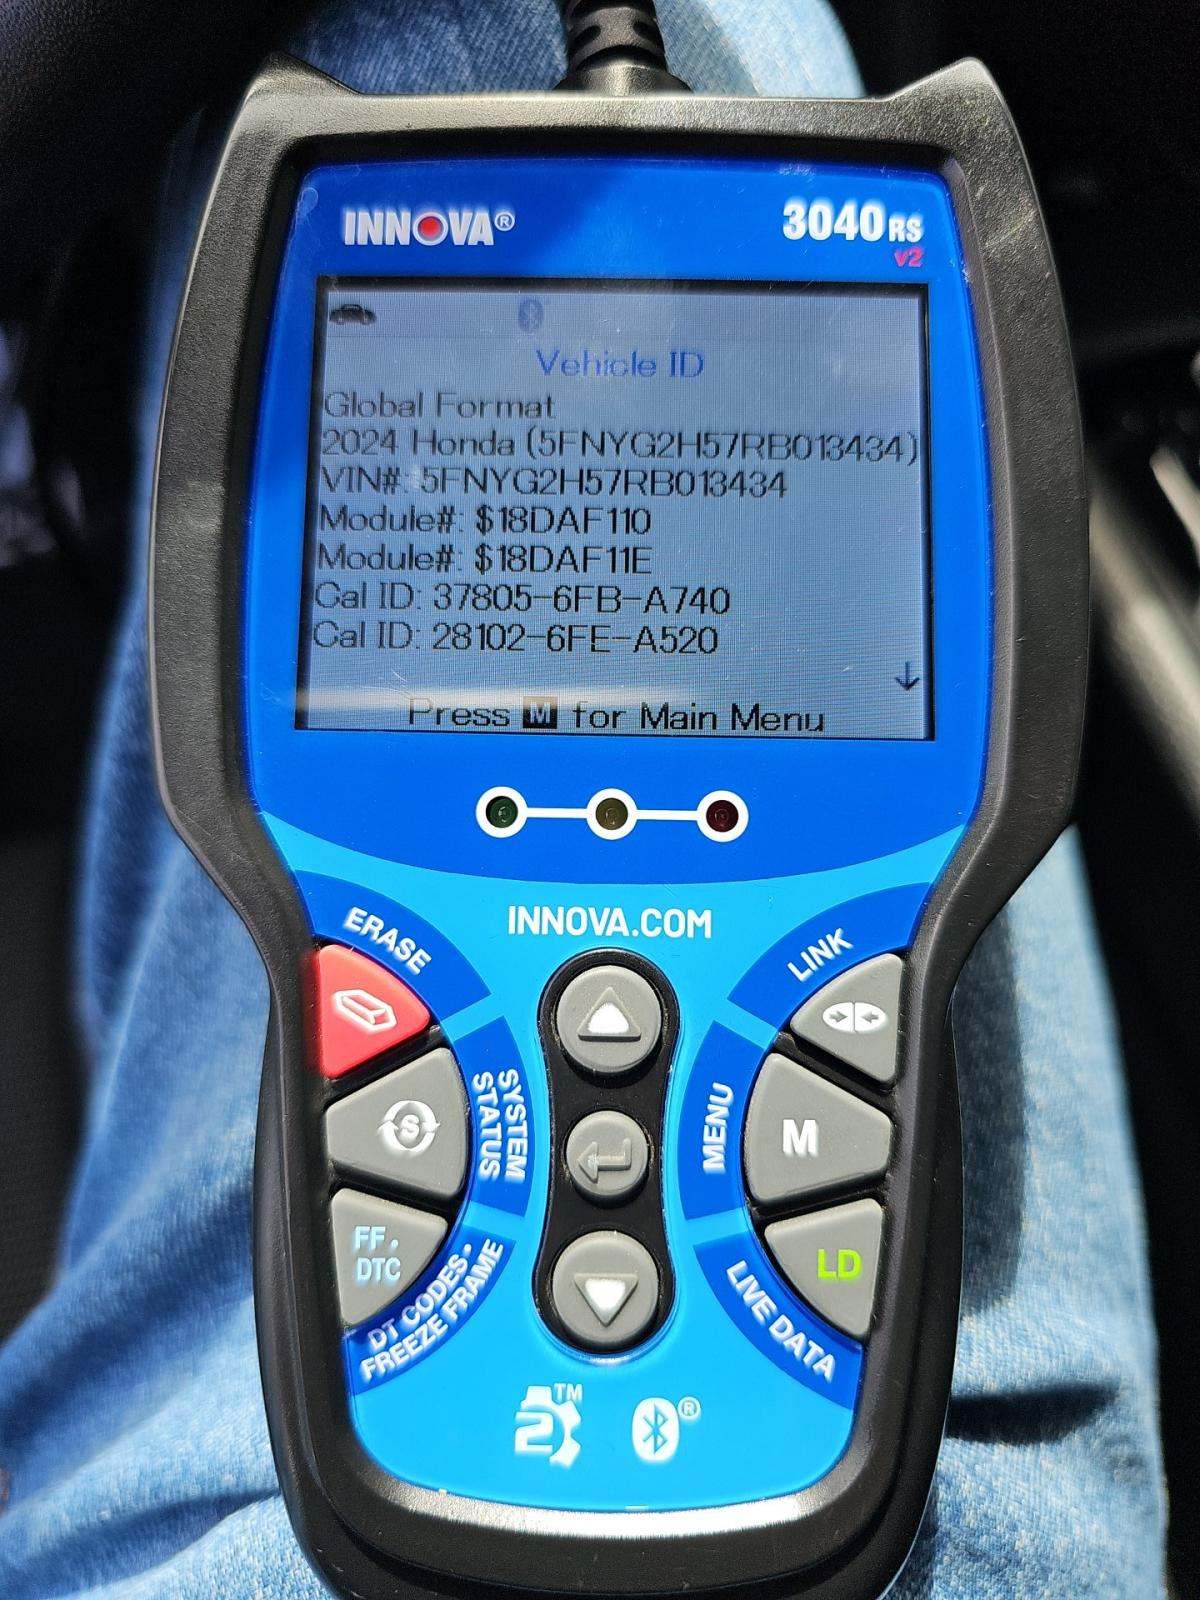 INNOVA®
3040RS
v2
Vehicle ID
Global Format
2024 Honda (5FNYG2H57RB013434)
VIN#: 5FNYG2H57RB013434
Module#: $18DAF110
Module#: $18DAF11E
Cal ID: 37805-6FB-A740
Cal ID: 28102-6FE-A520
Press M for Main Menu
INNOVA.COM
ERASE
LINK
SYSTEM
STATUS
S
MENU
M
FF.
DTC
DT CODES.
FREEZE FRAME
LD
LIVE DATA
2™
®